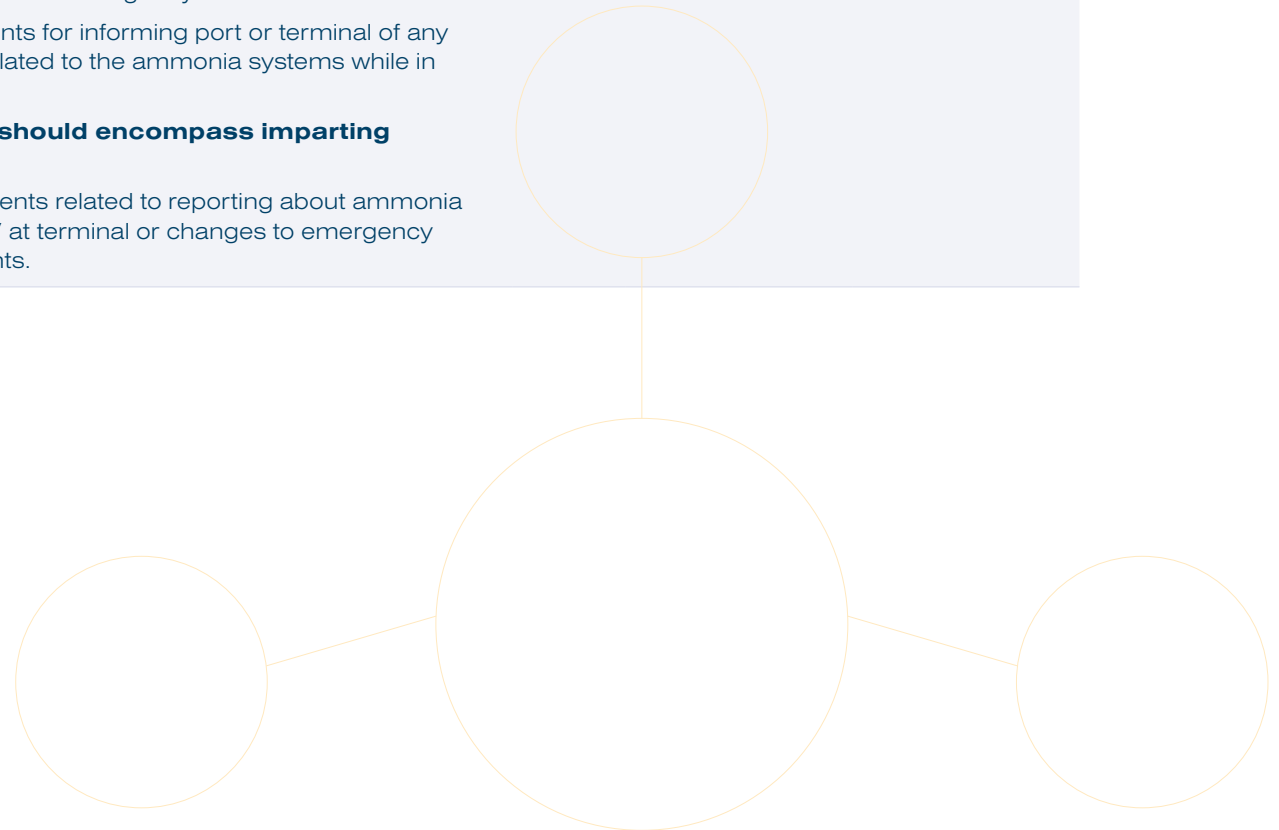 nts for informing port or terminal of any
lated to the ammonia systems while in
should encompass imparting
ents related to reporting about ammonia
at terminal or changes to emergency
nts.